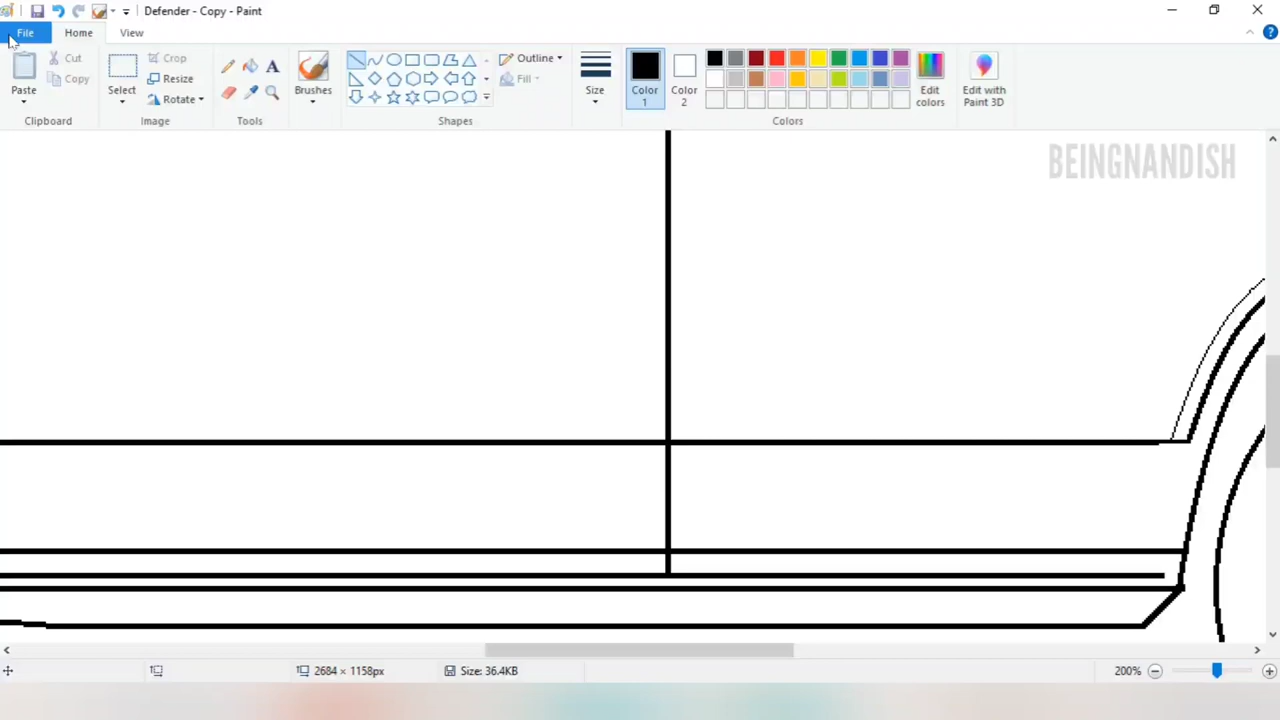 Defender - Copy - Paint
File
Home
View
Paste
Cut
Copy
Clipboard
Select
Crop
Resize
Rotate
Image
A
Tools
Brushes
Shapes
Outline
Fill
Size
Color 1
Color 2
Edit colors
Colors
Edit with Paint 3D
BEINGNANDISH
2684 × 1158px
Size: 36.4KB
200%